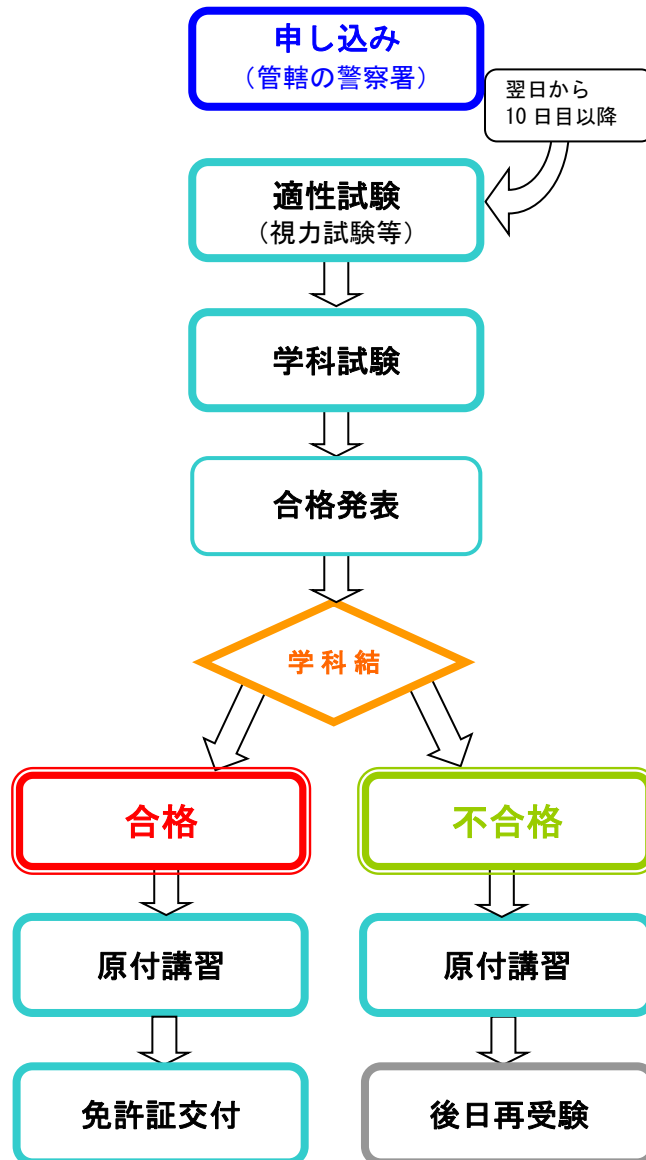 申し込み
（管轄の警察署）
翌日から
10日目以降
適性試験
（視力試験等）
学科試験
合格発表
学科結
合格
不合格
原付講習
原付講習
免許証交付
後日再受験